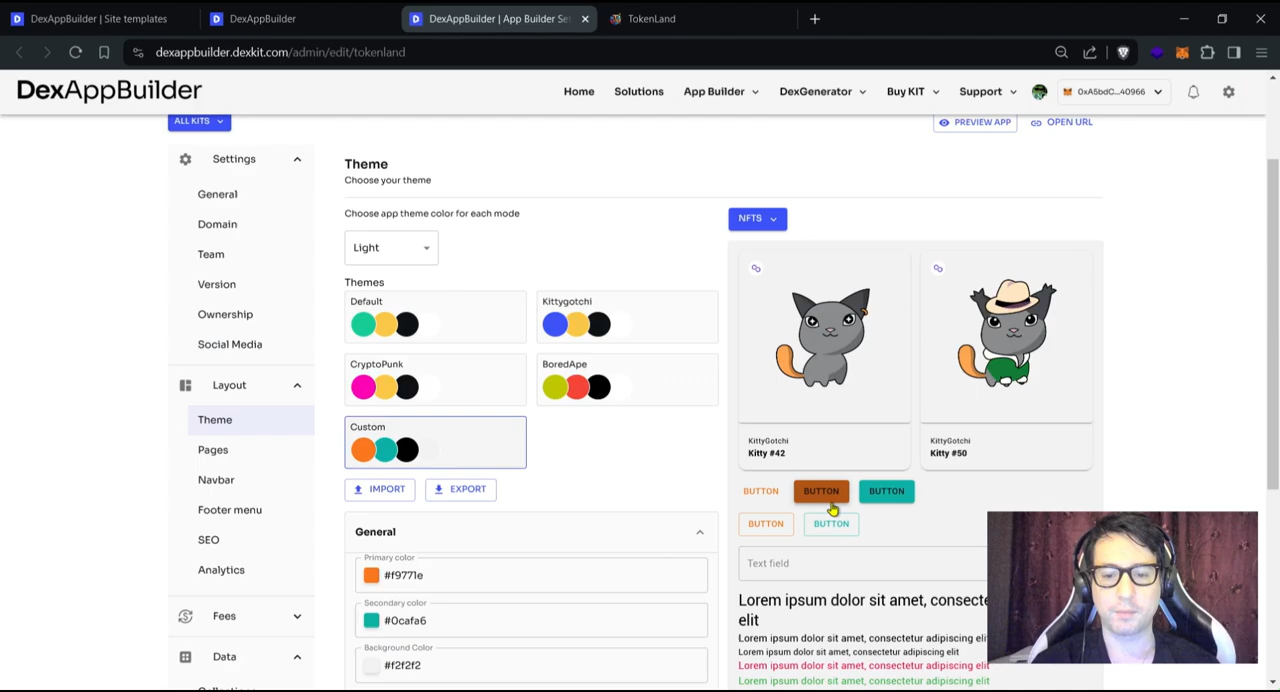 DexAppBuilder | Site templates
DexAppBuilder
DexAppBuilder | App Builder Se
TokenLand
dexappbuilder.dexkit.com/admin/edit/tokenland
DexAppBuilder
Home
Solutions
App Builder
DexGenerator
Buy KIT
Support
0xA5bdC...40966
ALL KITS
PREVIEW APP
OPEN URL
Settings
General
Domain
Team
Version
Ownership
Social Media
Layout
Theme
Pages
Navbar
Footer menu
SEO
Analytics
Fees
Data
Theme
Choose your theme
Choose app theme color for each mode
Light
Themes
Default
Kittygotchi
CryptoPunk
BoredApe
Custom
IMPORT
EXPORT
General
Primary color
#f9771e
Secondary color
#0cafa6
Background Color
#f2f2f2
NFTS
KittyGotchi
Kitty #42
KittyGotchi
Kitty #50
BUTTON
BUTTON
BUTTON
BUTTON
BUTTON
Text field
Lorem ipsum dolor sit amet, consecte
elit
Lorem ipsum dolor sit amet, consectetur adipiscing elit
Lorem ipsum dolor sit amet, consectetur adipiscing elit
Lorem ipsum dolor sit amet, consectetur adipiscing elit
Lorem ipsum dolor sit amet, consectetur adipiscing elit